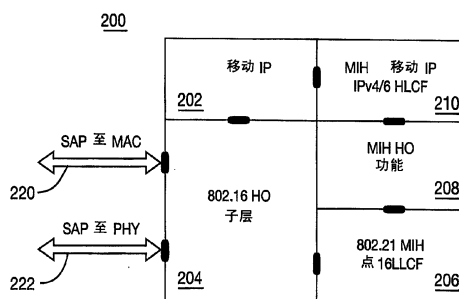 200
移动 IP
202
MIH 移动 IP
IPv4/6 HLCF
210
SAP 至 MAC
220
MIH HO
功能
208
802.16 HO
子层
204
SAP 至 PHY
222
802.21 MIH
点 16LLCF
206